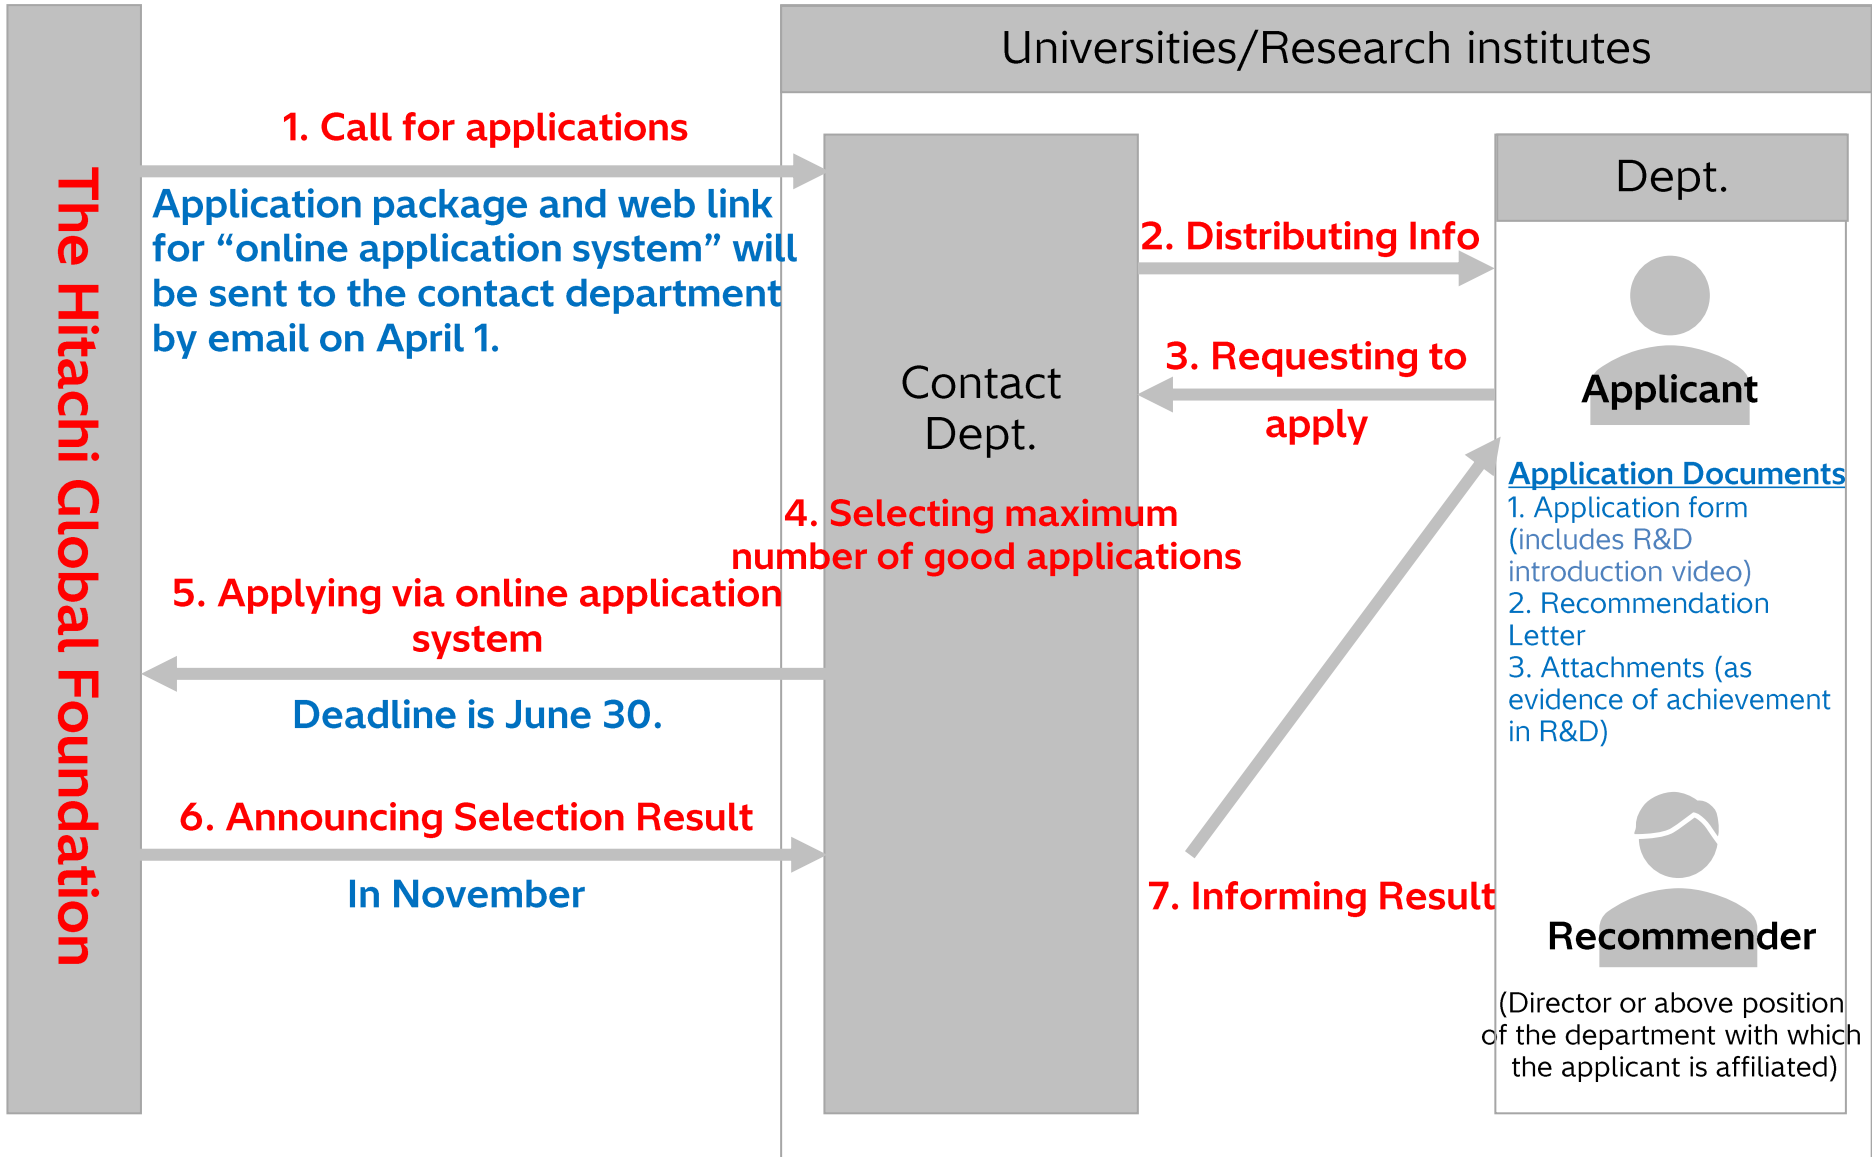 The Hitachi Global Foundation
Universities/Research institutes
1. Call for applications
Application package and web link
for “online application system” will
be sent to the contact department
by email on April 1.
Contact
Dept.
Dept.
2. Distributing Info
3. Requesting to
apply
Applicant
Application Documents
1. Application form
(includes R&D
introduction video)
2. Recommendation
Letter
3. Attachments (as
evidence of achievement
in R&D)
4. Selecting maximum
number of good applications
5. Applying via online application
system
Deadline is June 30.
6. Announcing Selection Result
In November
7. Informing Result
Recommender
(Director or above position
of the department with which
the applicant is affiliated)